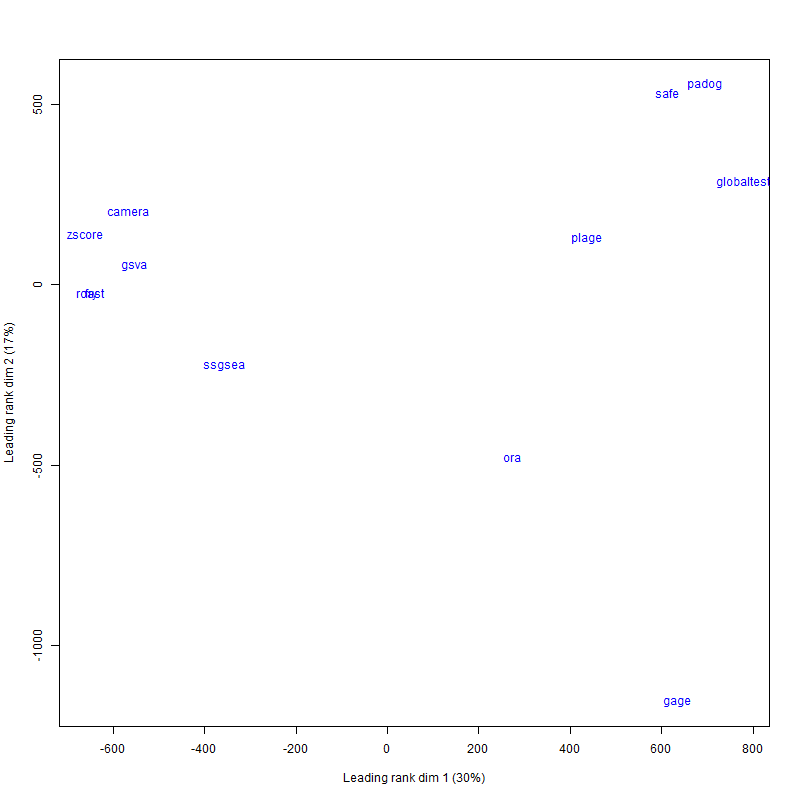 padog
500
safe
globaltest
camera
zscore
plage
gsva
0
fast
ssgsea
Leading rank dim 2 (17%)
ora
-500
-1000
gage
-600 -400 -200 0 200 400 600 800
Leading rank dim 1 (30%)